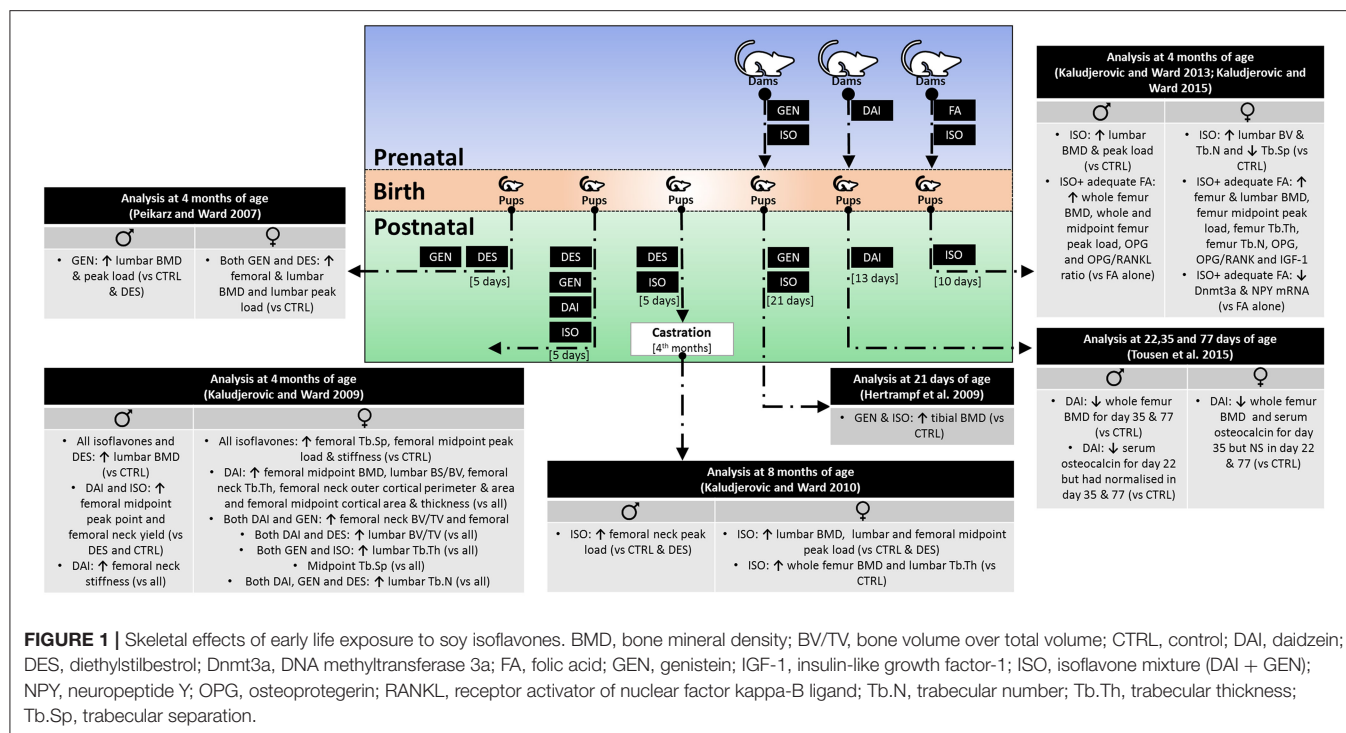 Dams
Dams
Dams
GEN
ISO
DAI
FA
ISO
Prenatal
Birth
Pups
Pups
Pups
Pups
Pups
Pups
Postnatal
GEN
DES
[5 days]
DES
GEN
DAI
ISO
[5 days]
DES
ISO
[5 days]
Castration
[4th months]
GEN
ISO
[21 days]
DAI
[13 days]
ISO
[10 days]
Analysis at 4 months of age
(Peikarz and Ward 2007)
♂
♀
• GEN: ↑ lumbar BMD
& peak load (vs CTRL
& DES)
• Both GEN and DES: ↑
femoral & lumbar
BMD and lumbar peak
load (vs CTRL)
Analysis at 4 months of age
(Kaludjerovic and Ward 2009)
♂
♀
• All isoflavones and
DES: ↑ lumbar BMD
(vs CTRL)
• DAI and ISO: ↑
femoral midpoint
peak point and
femoral neck yield (vs
DES and CTRL)
• DAI: ↑ femoral neck
stiffness (vs all)
• All isoflavones: ↑ femoral Tb.Sp, femoral midpoint peak
load & stiffness (vs CTRL)
• DAI: ↑ femoral midpoint BMD, lumbar BS/BV, femoral
neck Tb.Th, femoral neck outer cortical perimeter & area
and femoral midpoint cortical area & thickness (vs all)
• Both DAI and GEN: ↑ femoral neck BV/TV and femoral
• Both DAI and DES: ↑ lumbar BV/TV (vs all)
• Both GEN and ISO: ↑ lumbar Tb.Th (vs all)
• Midpoint Tb.Sp (vs all)
• Both DAI, GEN and DES: ↑ lumbar Tb.N (vs all)
Analysis at 8 months of age
(Kaludjerovic and Ward 2010)
♂
♀
• ISO: ↑ femoral neck peak
load (vs CTRL & DES)
• ISO: ↑ lumbar BMD, lumbar and femoral midpoint
peak load (vs CTRL & DES)
• ISO: ↑ whole femur BMD and lumbar Tb.Th (vs
CTRL)
Analysis at 21 days of age
(Hertrampf et al. 2009)
• GEN & ISO: ↑ tibial BMD (vs
CTRL)
Analysis at 4 months of age
(Kaludjerovic and Ward 2013; Kaludjerovic and
Ward 2015)
♂
♀
• ISO: ↑ lumbar
BMD & peak load
(vs CTRL)
• ISO+ adequate FA:
↑ whole femur
BMD, whole and
midpoint femur
peak load, OPG
and OPG/RANKL
ratio (vs FA alone)
• ISO: ↑ lumbar BV &
Tb.N and ↓ Tb.Sp (vs
CTRL)
• ISO+ adequate FA: ↑
femur & lumbar BMD,
femur midpoint peak
load, femur Tb.Th,
femur Tb.N, OPG,
OPG/RANK and IGF-1
• ISO+ adequate FA: ↓
Dnmt3a & NPY mRNA
(vs FA alone)
Analysis at 22,35 and 77 days of age
(Tousen et al. 2015)
♂
♀
• DAI: ↓ whole femur
BMD for day 35 & 77
(vs CTRL)
• DAI: ↓ serum
osteocalcin for day 22
but had normalised in
day 35 & 77 (vs CTRL)
• DAI: ↓ whole femur
BMD and serum
osteocalcin for day
35 but NS in day 22
& 77 (vs CTRL)
FIGURE 1 | Skeletal effects of early life exposure to soy isoflavones. BMD, bone mineral density; BV/TV, bone volume over total volume; CTRL, control; DAI, daidzein;
DES, diethylstilbestrol; Dnmt3a, DNA methyltransferase 3a; FA, folic acid; GEN, genistein; IGF-1, insulin-like growth factor-1; ISO, isoflavone mixture (DAI + GEN);
NPY, neuropeptide Y; OPG, osteoprotegerin; RANKL, receptor activator of nuclear factor kappa-B ligand; Tb.N, trabecular number; Tb.Th, trabecular thickness;
Tb.Sp, trabecular separation.